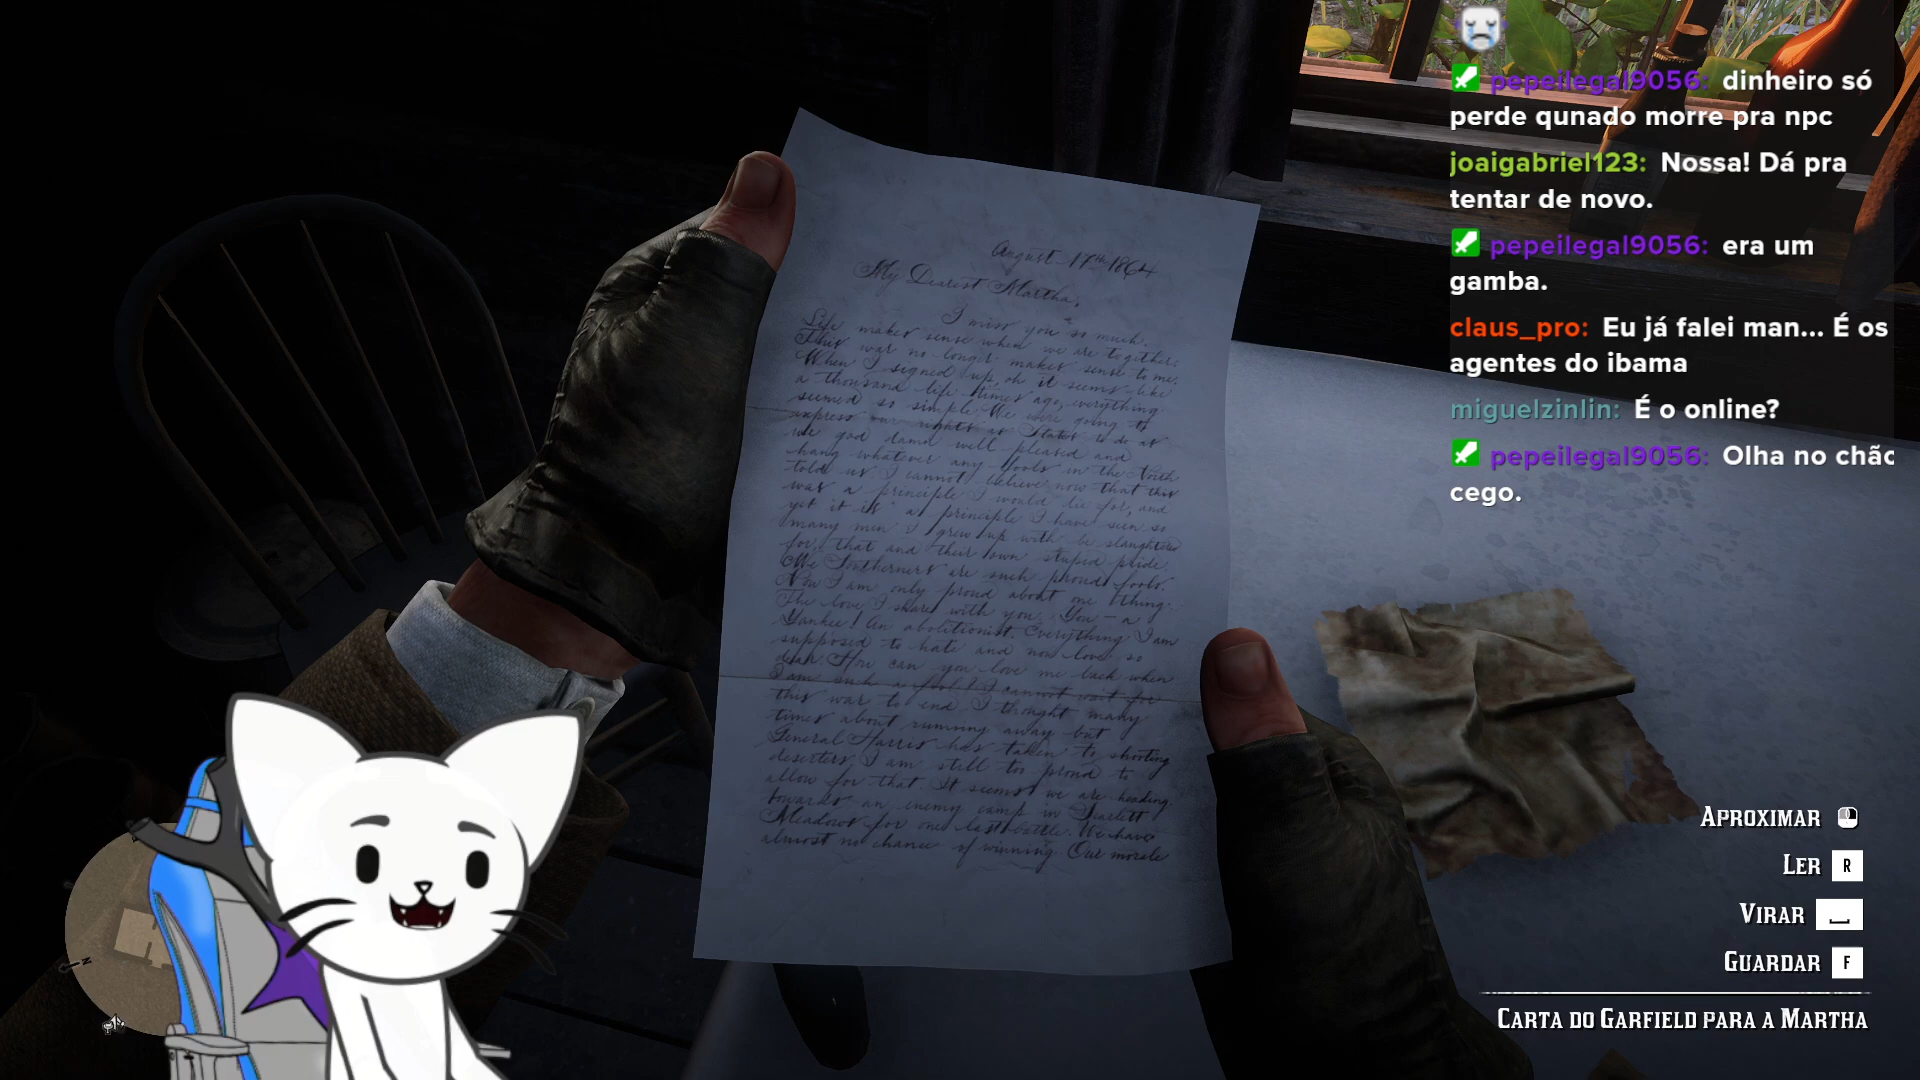 August 17th 1864
My Dearest Martha,
I miss you so much.
Life makes sense when we are together.
This war no longer makes sense to me.
When I signed up, oh it seems like
a thousand life times ago, everything
seemed so simple. We were going to
express our rights as States to do as
we god damn well pleased and
hang whatever any fools in the North
told us. I cannot believe now that this
was a principle I would die for, and
yet it is a principle I have seen so
many men I grew up with be slaughtered
for, that and their own stupid pride.
We Southerners are such proud fools.
Now I am only proud about one thing.
The love I share with you. You - a
Yankee! An abolitionist. Everything I am
supposed to hate and now love so
dear. How can you love me back when
I am such a fool? I cannot wait for
this war to end. I thought many
times about running away but
General Harris has taken to shooting
deserters. I am still too proud to
allow for that. It seems we are heading
towards an enemy camp in Scarlett
Meadows for one last battle. We have
almost no chance of winning. Our morale
pepeilegal9056: dinheiro só
perde qunado morre pra npc
joaigabriel123: Nossa! Dá pra
tentar de novo.
pepeilegal9056: era um
gamba.
claus_pro: Eu já falei man... É os
agentes do ibama
miguelzinlin: É o online?
pepeilegal9056: Olha no chão
cego.
APROXIMAR
LER R
VIRAR
GUARDAR F
CARTA DO GARFIELD PARA A MARTHA